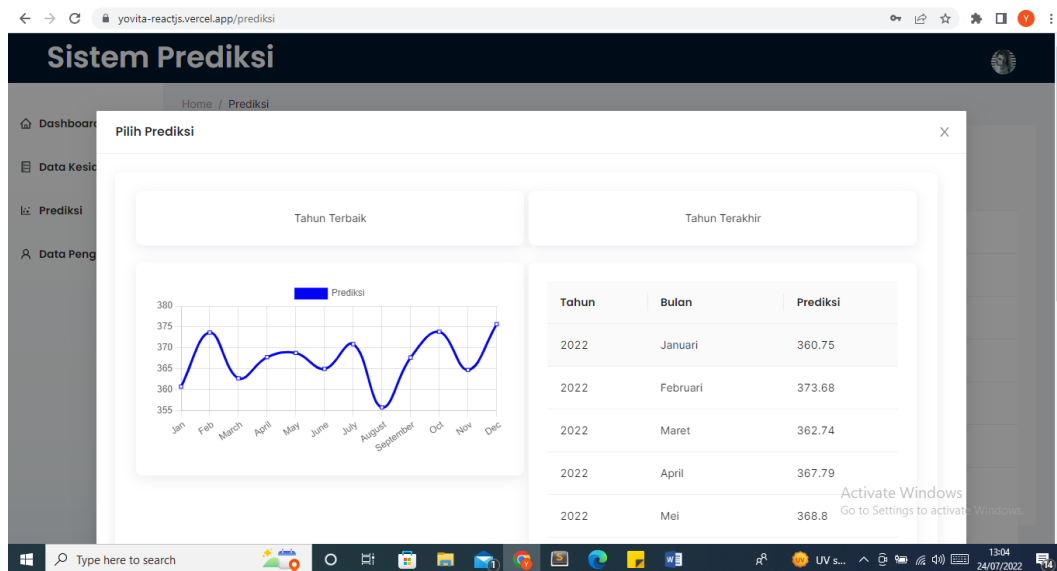 yovita-reactjs.vercel.app/prediksi
Y
Sistem Prediksi
Home / Prediksi
Dashboard
Data Kesia
Prediksi
Data Peng
Pilih Prediksi
Tahun Terbaik
Tahun Terakhir
Prediksi
380
375
370
365
360
355
Jan Feb March April May June July August September Oct Nov Dec
Tahun Bulan Prediksi
2022 Januari 360.75
2022 Februari 373.68
2022 Maret 362.74
2022 April 367.79
2022 Mei 368.8
Activate Windows
Go to Settings to activate Windows.
Type here to search
UV s...
13:04
24/07/2022
14